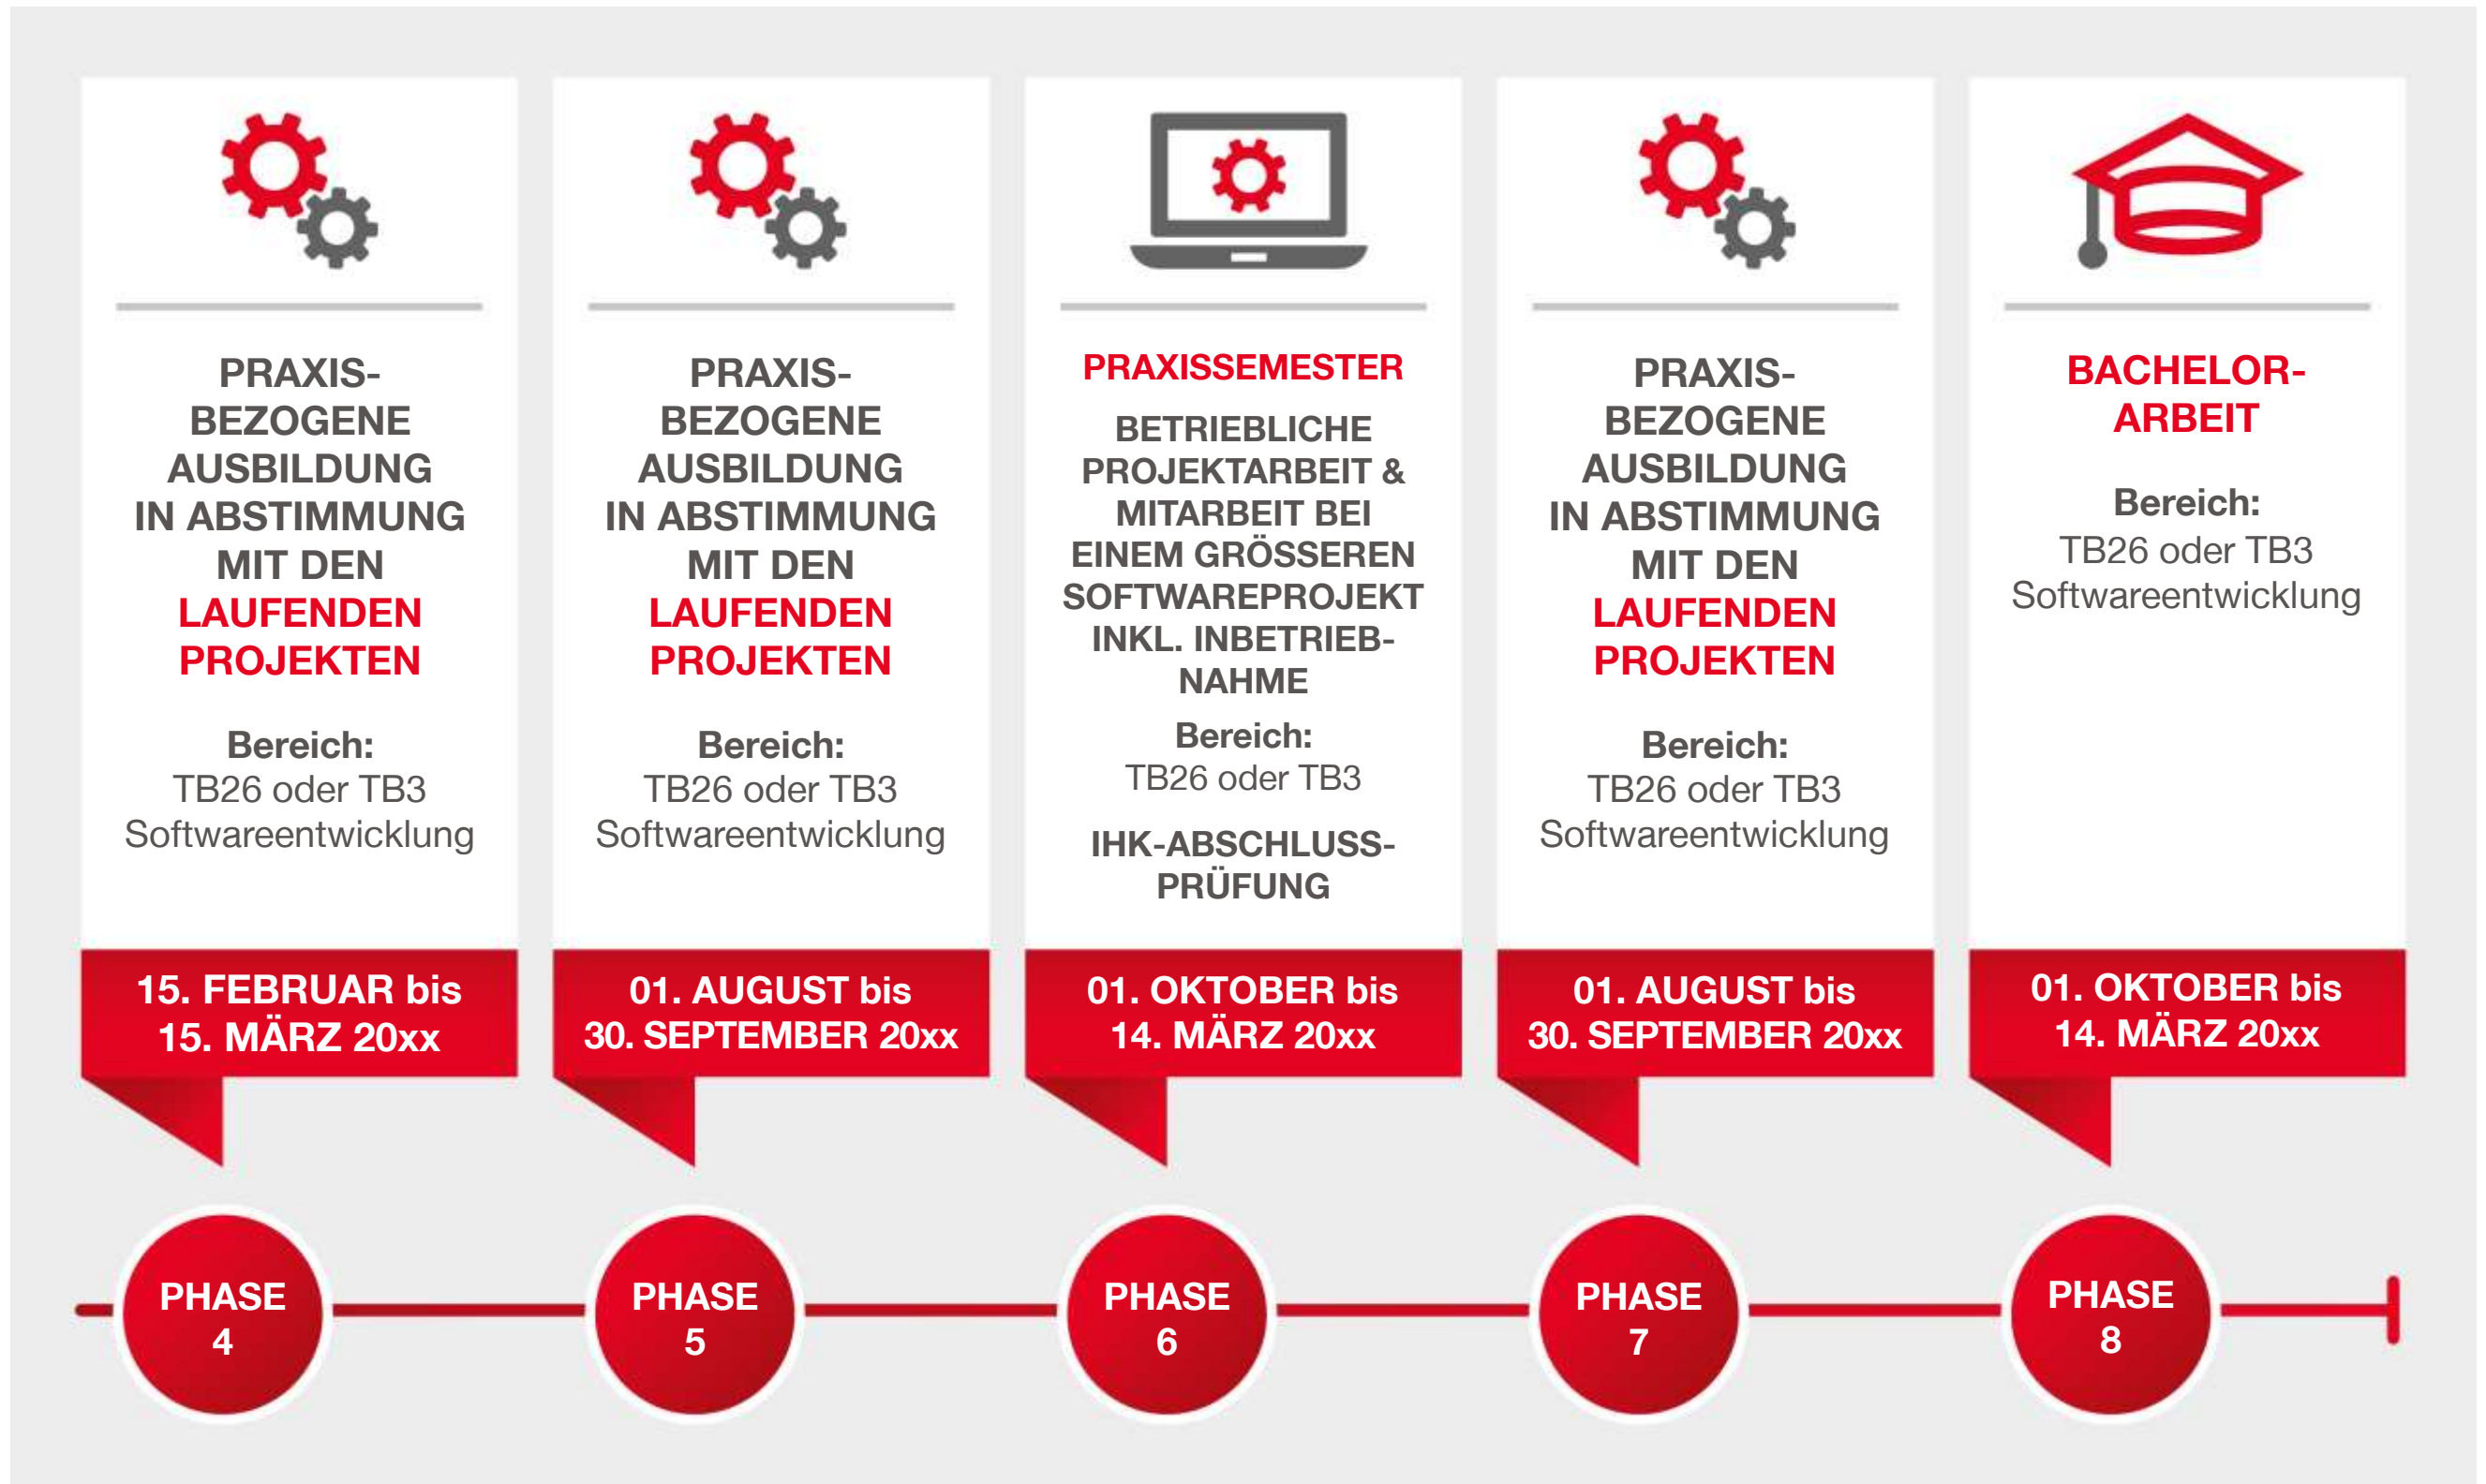 PRAXIS-
BEZOGENE
AUSBILDUNG
IN ABSTIMMUNG
MIT DEN
LAUFENDEN
PROJEKTEN
Bereich:
TB26 oder TB3
Softwareentwicklung
15. FEBRUAR bis
15. MÄRZ 20xx
PHASE
4
PRAXIS-
BEZOGENE
AUSBILDUNG
IN ABSTIMMUNG
MIT DEN
LAUFENDEN
PROJEKTEN
Bereich:
TB26 oder TB3
Softwareentwicklung
01. AUGUST bis
30. SEPTEMBER 20xx
PHASE
5
PRAXISSEMESTER
BETRIEBLICHE
PROJEKTARBEIT &
MITARBEIT BEI
EINEM GRÖSSEREN
SOFTWAREPROJEKT
INKL. INBETRIEB-
NAHME
Bereich:
TB26 oder TB3
IHK-ABSCHLUSS-
PRÜFUNG
01. OKTOBER bis
14. MÄRZ 20xx
PHASE
6
PRAXIS-
BEZOGENE
AUSBILDUNG
IN ABSTIMMUNG
MIT DEN
LAUFENDEN
PROJEKTEN
Bereich:
TB26 oder TB3
Softwareentwicklung
01. AUGUST bis
30. SEPTEMBER 20xx
PHASE
7
BACHELOR-
ARBEIT
Bereich:
TB26 oder TB3
Softwareentwicklung
01. OKTOBER bis
14. MÄRZ 20xx
PHASE
8